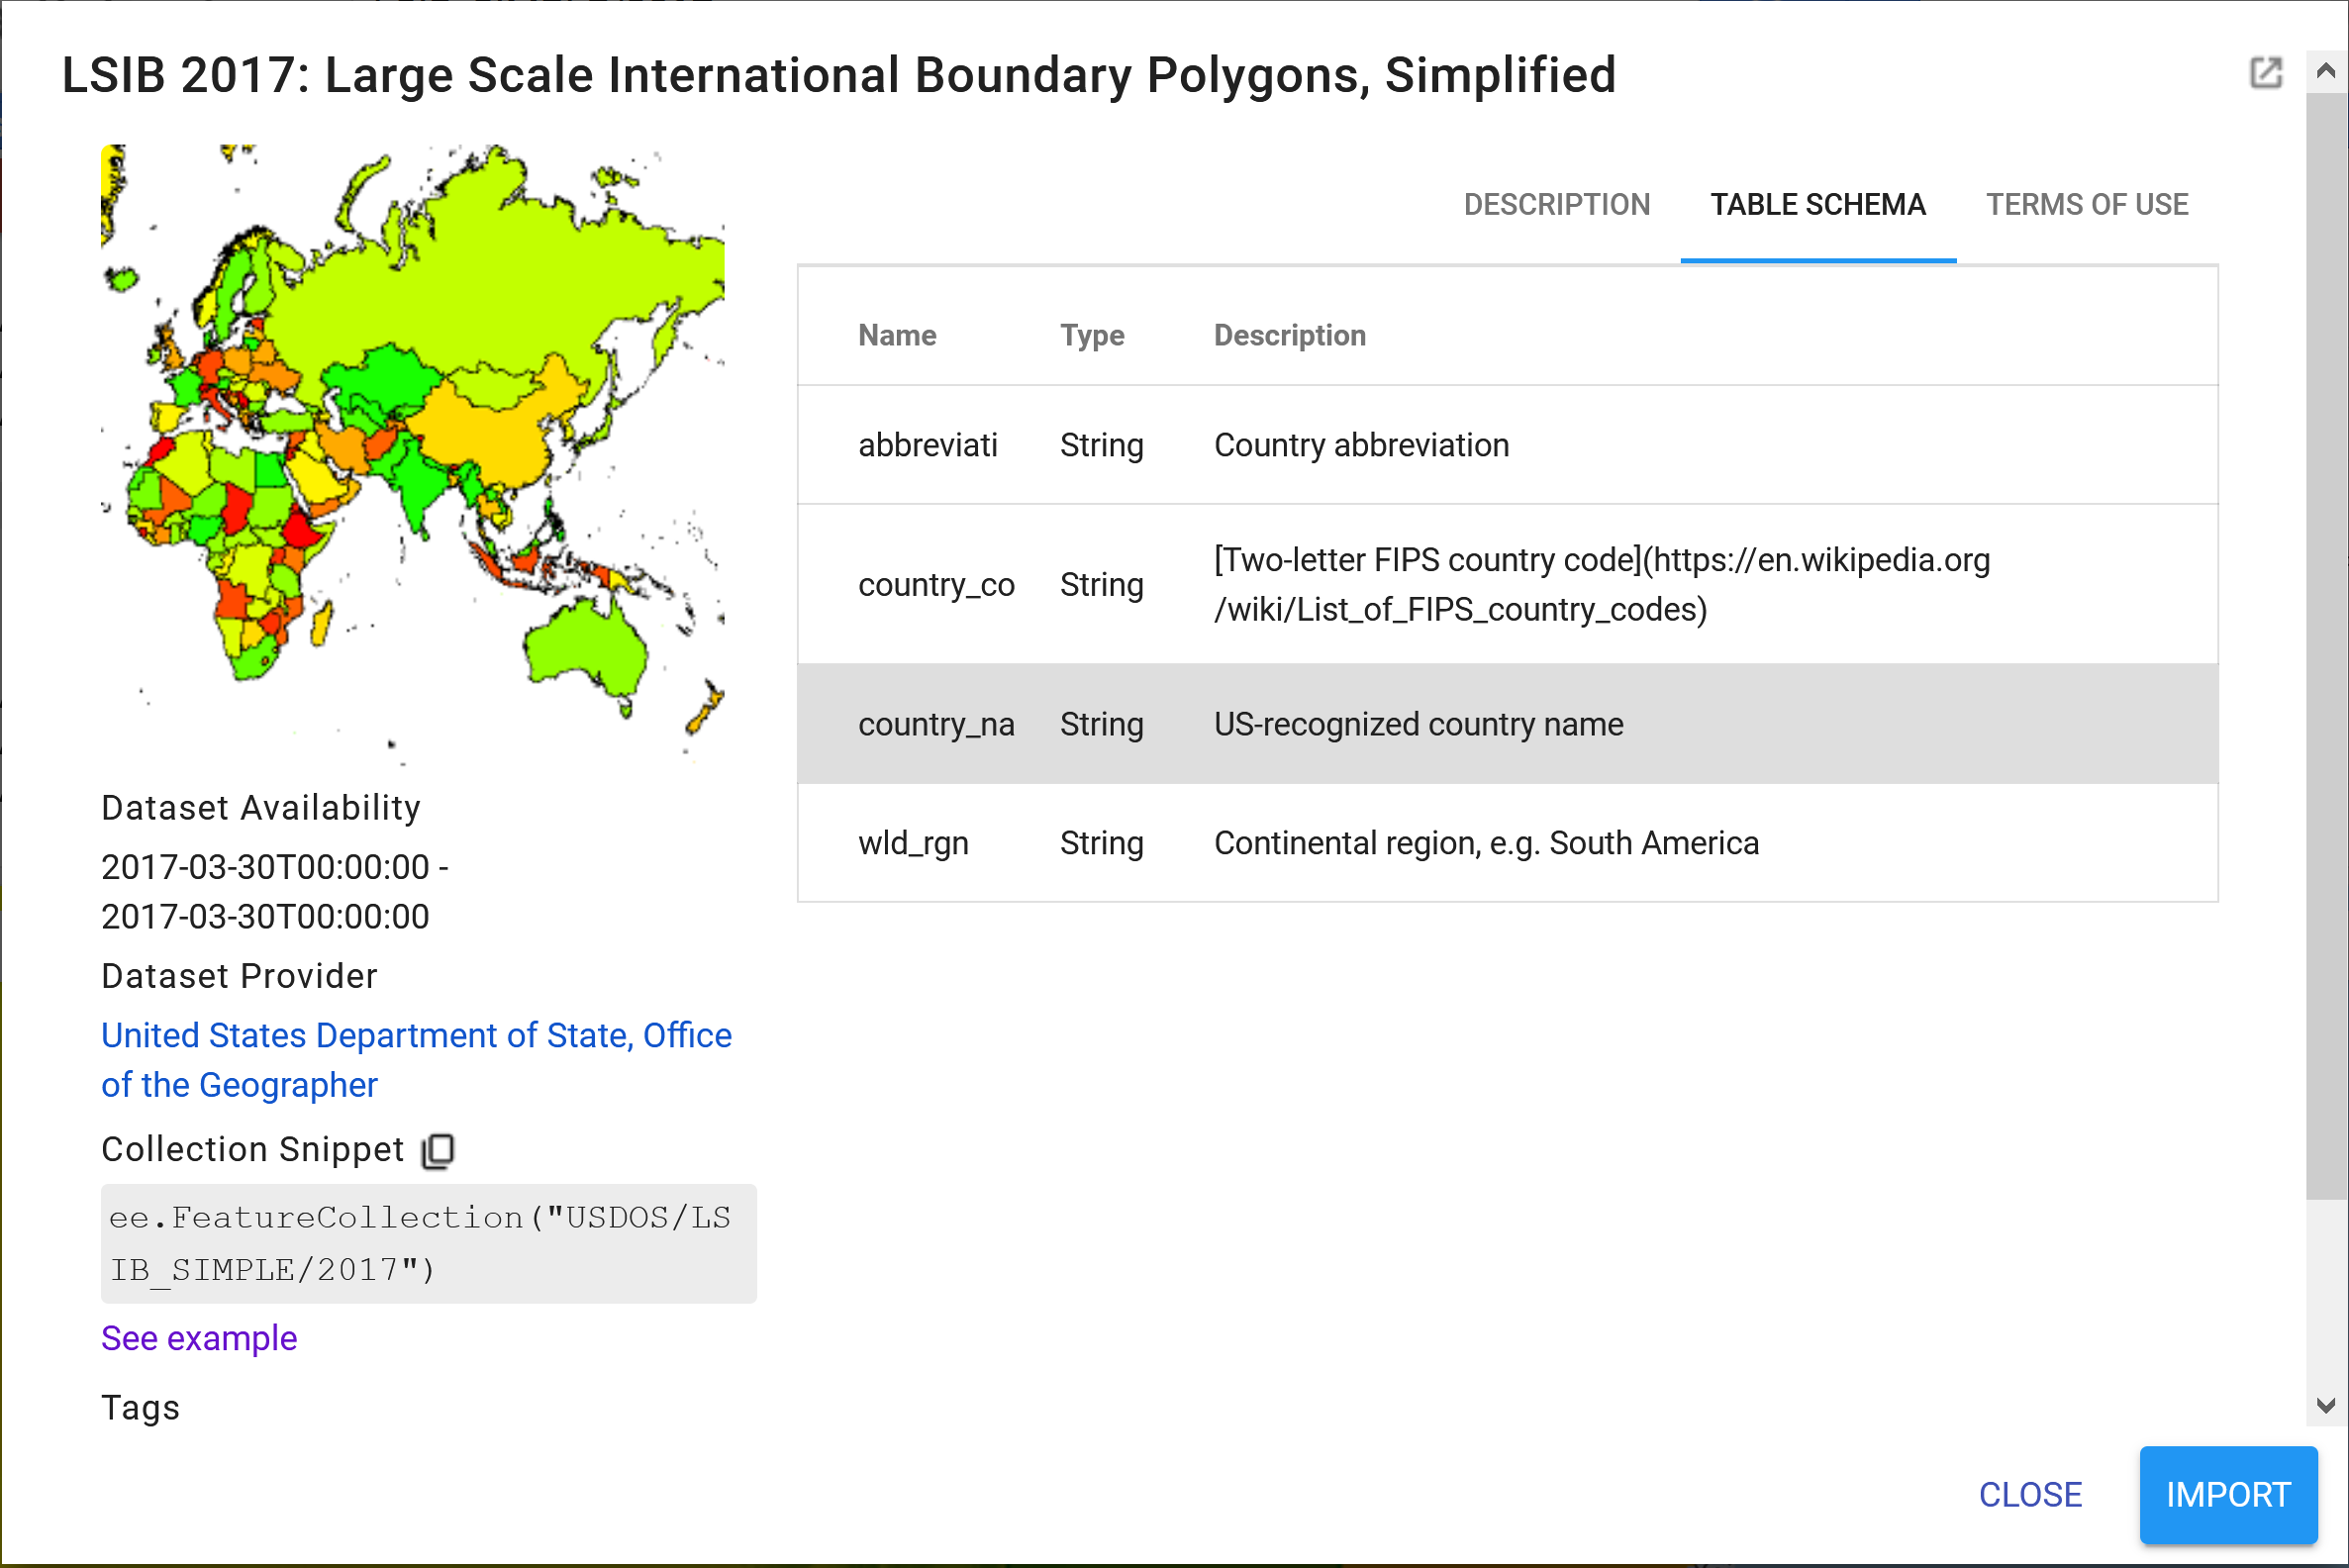 LSIB 2017: Large Scale International Boundary Polygons, Simplified
DESCRIPTION TABLE SCHEMA TERMS OF USE
Name Type Description
abbreviati String Country abbreviation
country_co String [Two-letter FIPS country code](https://en.wikipedia.org
/wiki/List_of_FIPS_country_codes)
country_na String US-recognized country name
wld_rgn String Continental region, e.g. South America
Dataset Availability
2017-03-30T00:00:00 -
2017-03-30T00:00:00
Dataset Provider
United States Department of State, Office
of the Geographer
Collection Snippet
ee.FeatureCollection("USDOS/LS
IB_SIMPLE/2017")
See example
Tags
CLOSE IMPORT